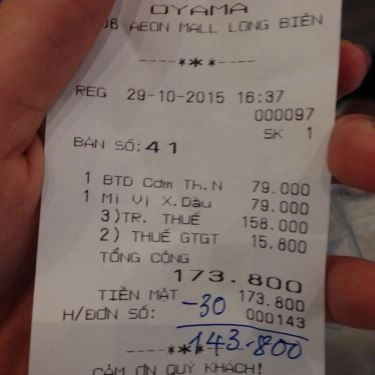 OYAMA
06 AEON MALL LONG BIÊN
----***----
REG 29-10-2015 16:37
000097
SK 1
BÀN SỐ: 41
1 BTD Cơm Th.N 79.000
1 Mì Vị X.Dầu 79.000
3)TR. THUẾ 158.000
2) THUẾ GTGT 15.800
TỔNG CỘNG
173.800
TIỀN MẶT 173.800
-30
H/ĐƠN SỐ: 000143
143.800
----***----
CẢM ƠN QUÝ KHÁCH!